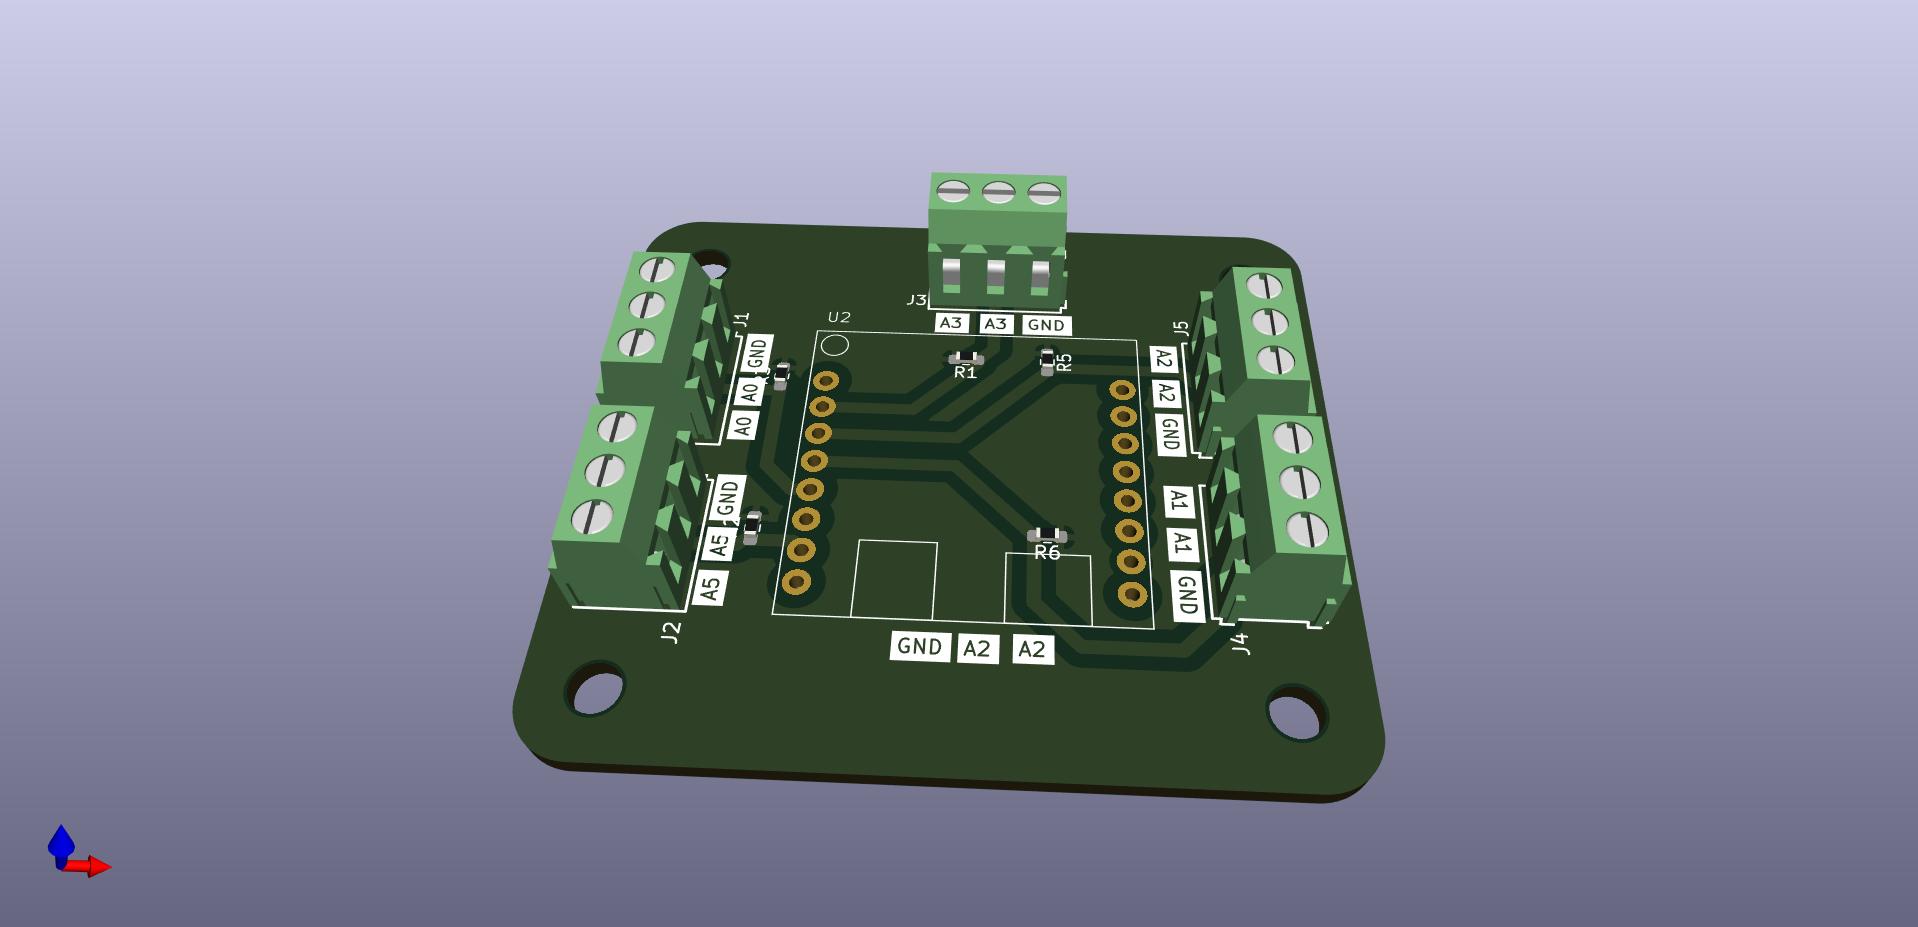 J3
A3 A3 GND
U2
R1
R5
J1
GND
A0
A0
J5
A2
A2
GND
GND
A5
A5
J2
A1
A1
GND
J4
R6
GND A2 A2